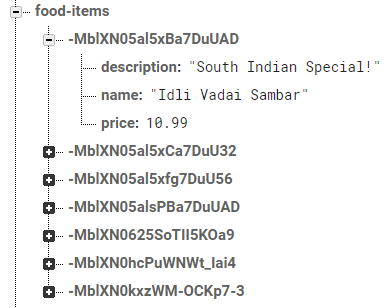 food-items
-MblXN05al5xBa7DuUAD
description: "South Indian Special!"
name: "Idli Vadai Sambar"
price: 10.99
-MblXN05al5xCa7DuU32
-MblXN05al5xfg7DuU56
-MblXN05alsPBa7DuUAD
-MblXN0625SoTII5KOa9
-MblXN0hcPuWNWt_Iai4
-MblXN0kxzWM-OCKp7-3